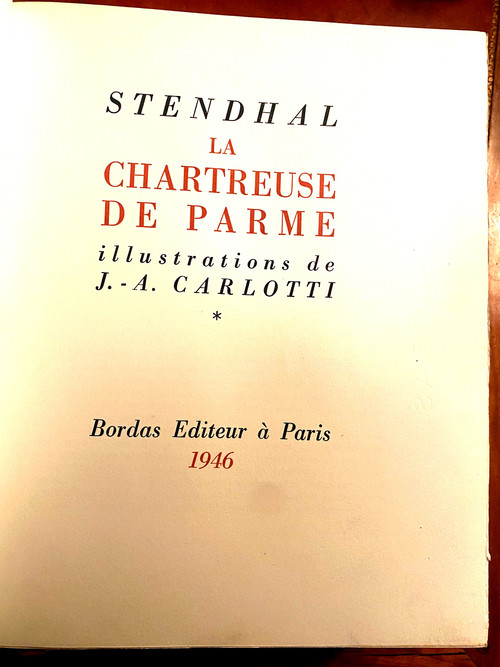 STENDHAL
LA
CHARTREUSE
DE PARME
illustrations de
J.-A. CARLOTTI
*
Bordas Editeur à Paris
1946